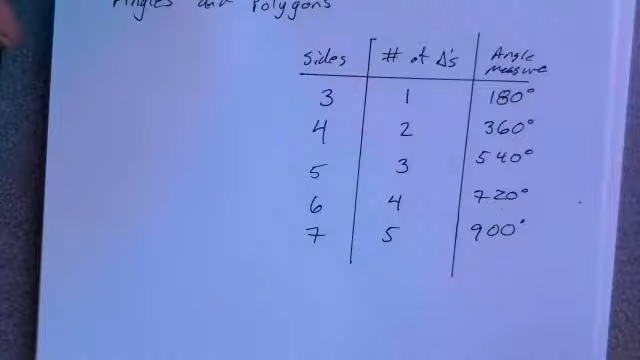 Angles and Polygons
Sides # of Δ's Angle measure
3 1 180°
4 2 360°
5 3 540°
6 4 720°
7 5 900°